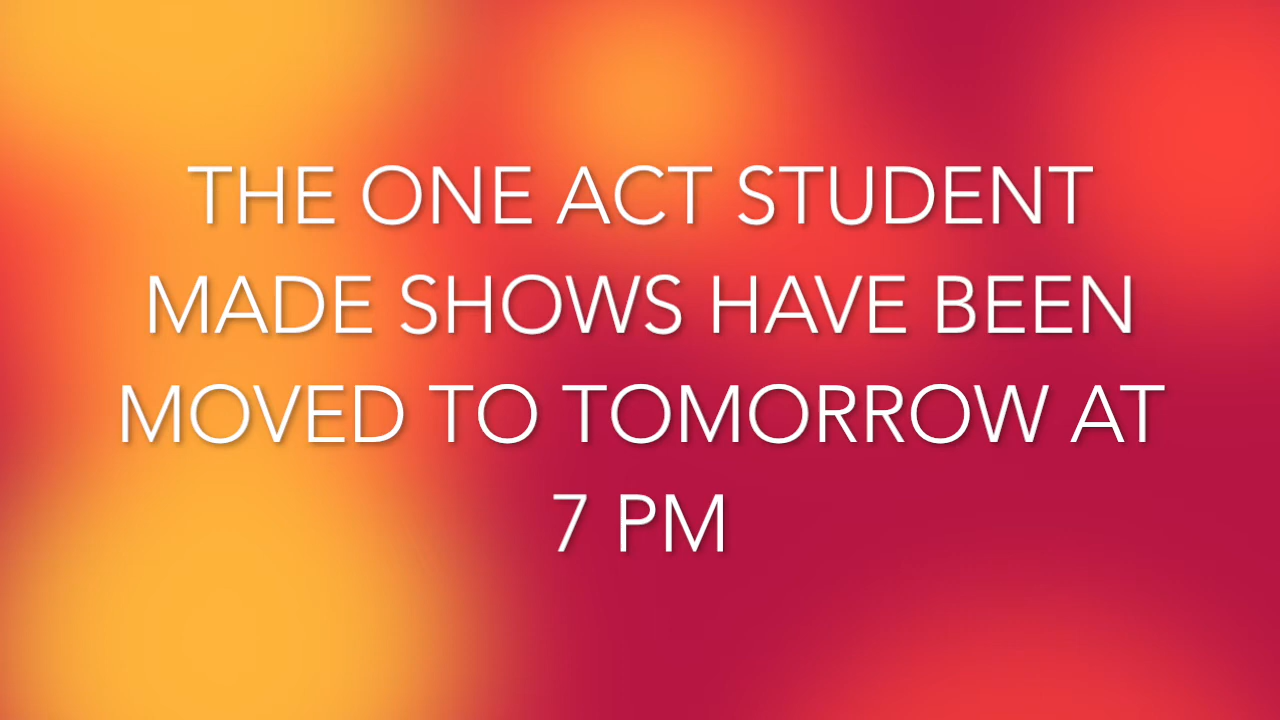 THE ONE ACT STUDENT
MADE SHOWS HAVE BEEN
MOVED TO TOMORROW AT
7 PM